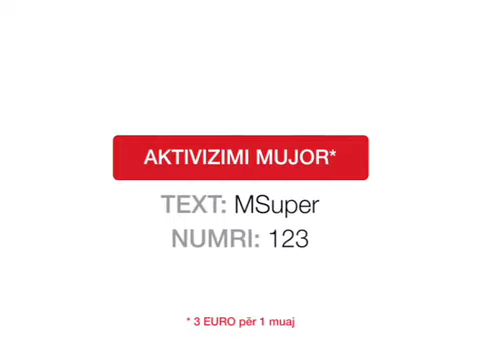 AKTIVIZIMI MUJOR*
TEXT: MSuper
NUMRI: 123
* 3 EURO për 1 muaj